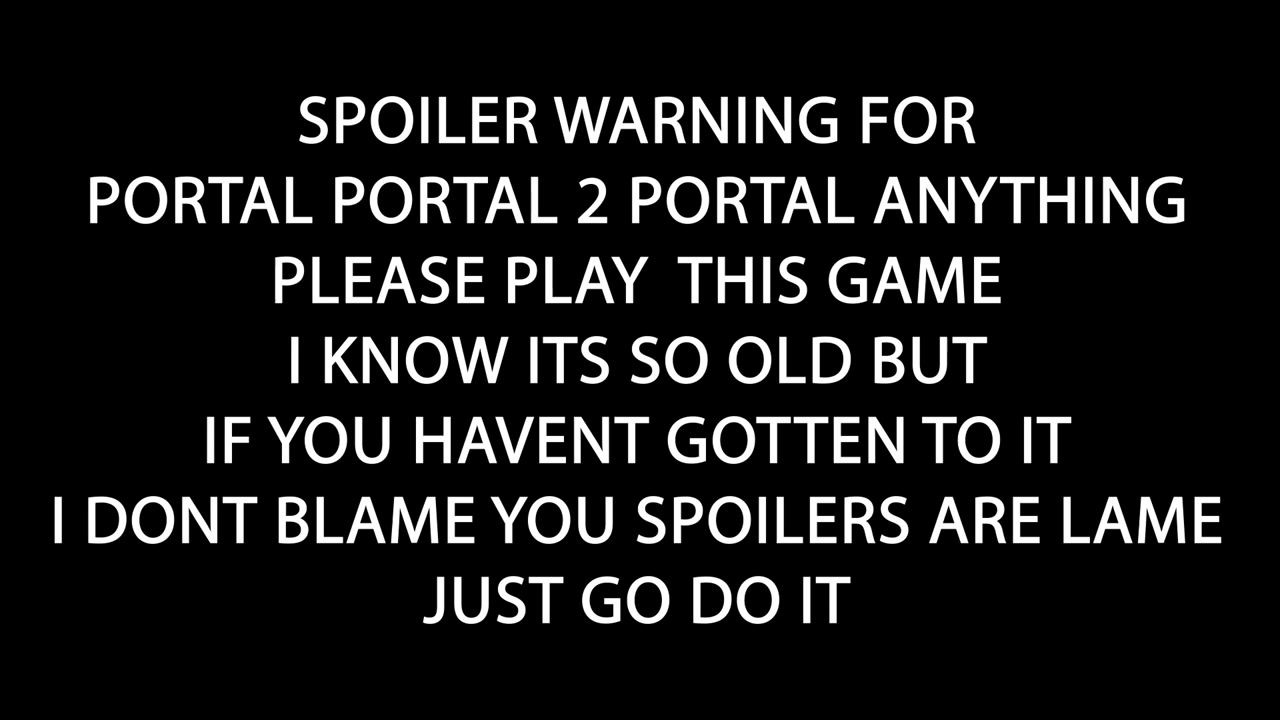 SPOILER WARNING FOR
PORTAL PORTAL 2 PORTAL ANYTHING
PLEASE PLAY  THIS GAME
I KNOW ITS SO OLD BUT
IF YOU HAVENT GOTTEN TO IT
I DONT BLAME YOU SPOILERS ARE LAME
JUST GO DO IT